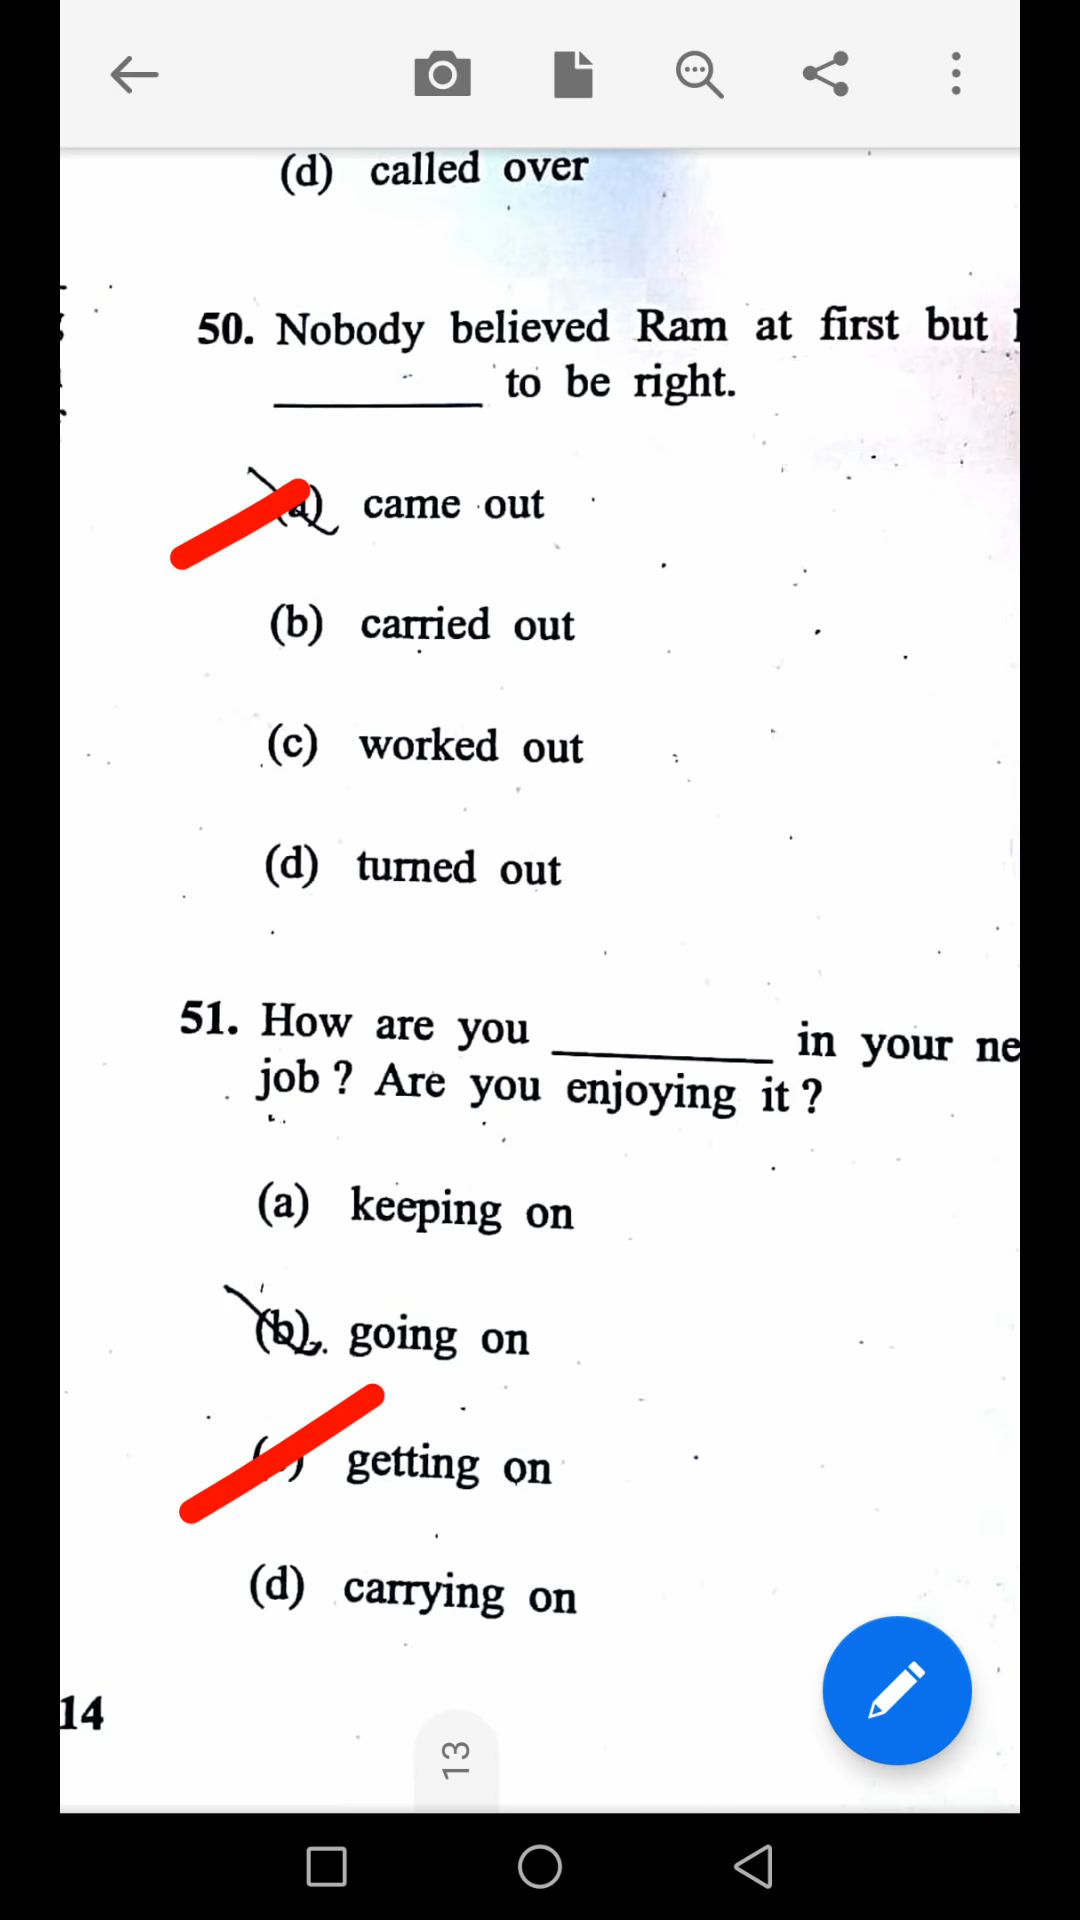 (d) called over
50. Nobody believed Ram at first but
________ to be right.
(a) came out
(b) carried out
(c) worked out
(d) turned out
51. How are you ________ in your ne
job ? Are you enjoying it ?
(a) keeping on
(b) going on
( ) getting on
(d) carrying on
14
13